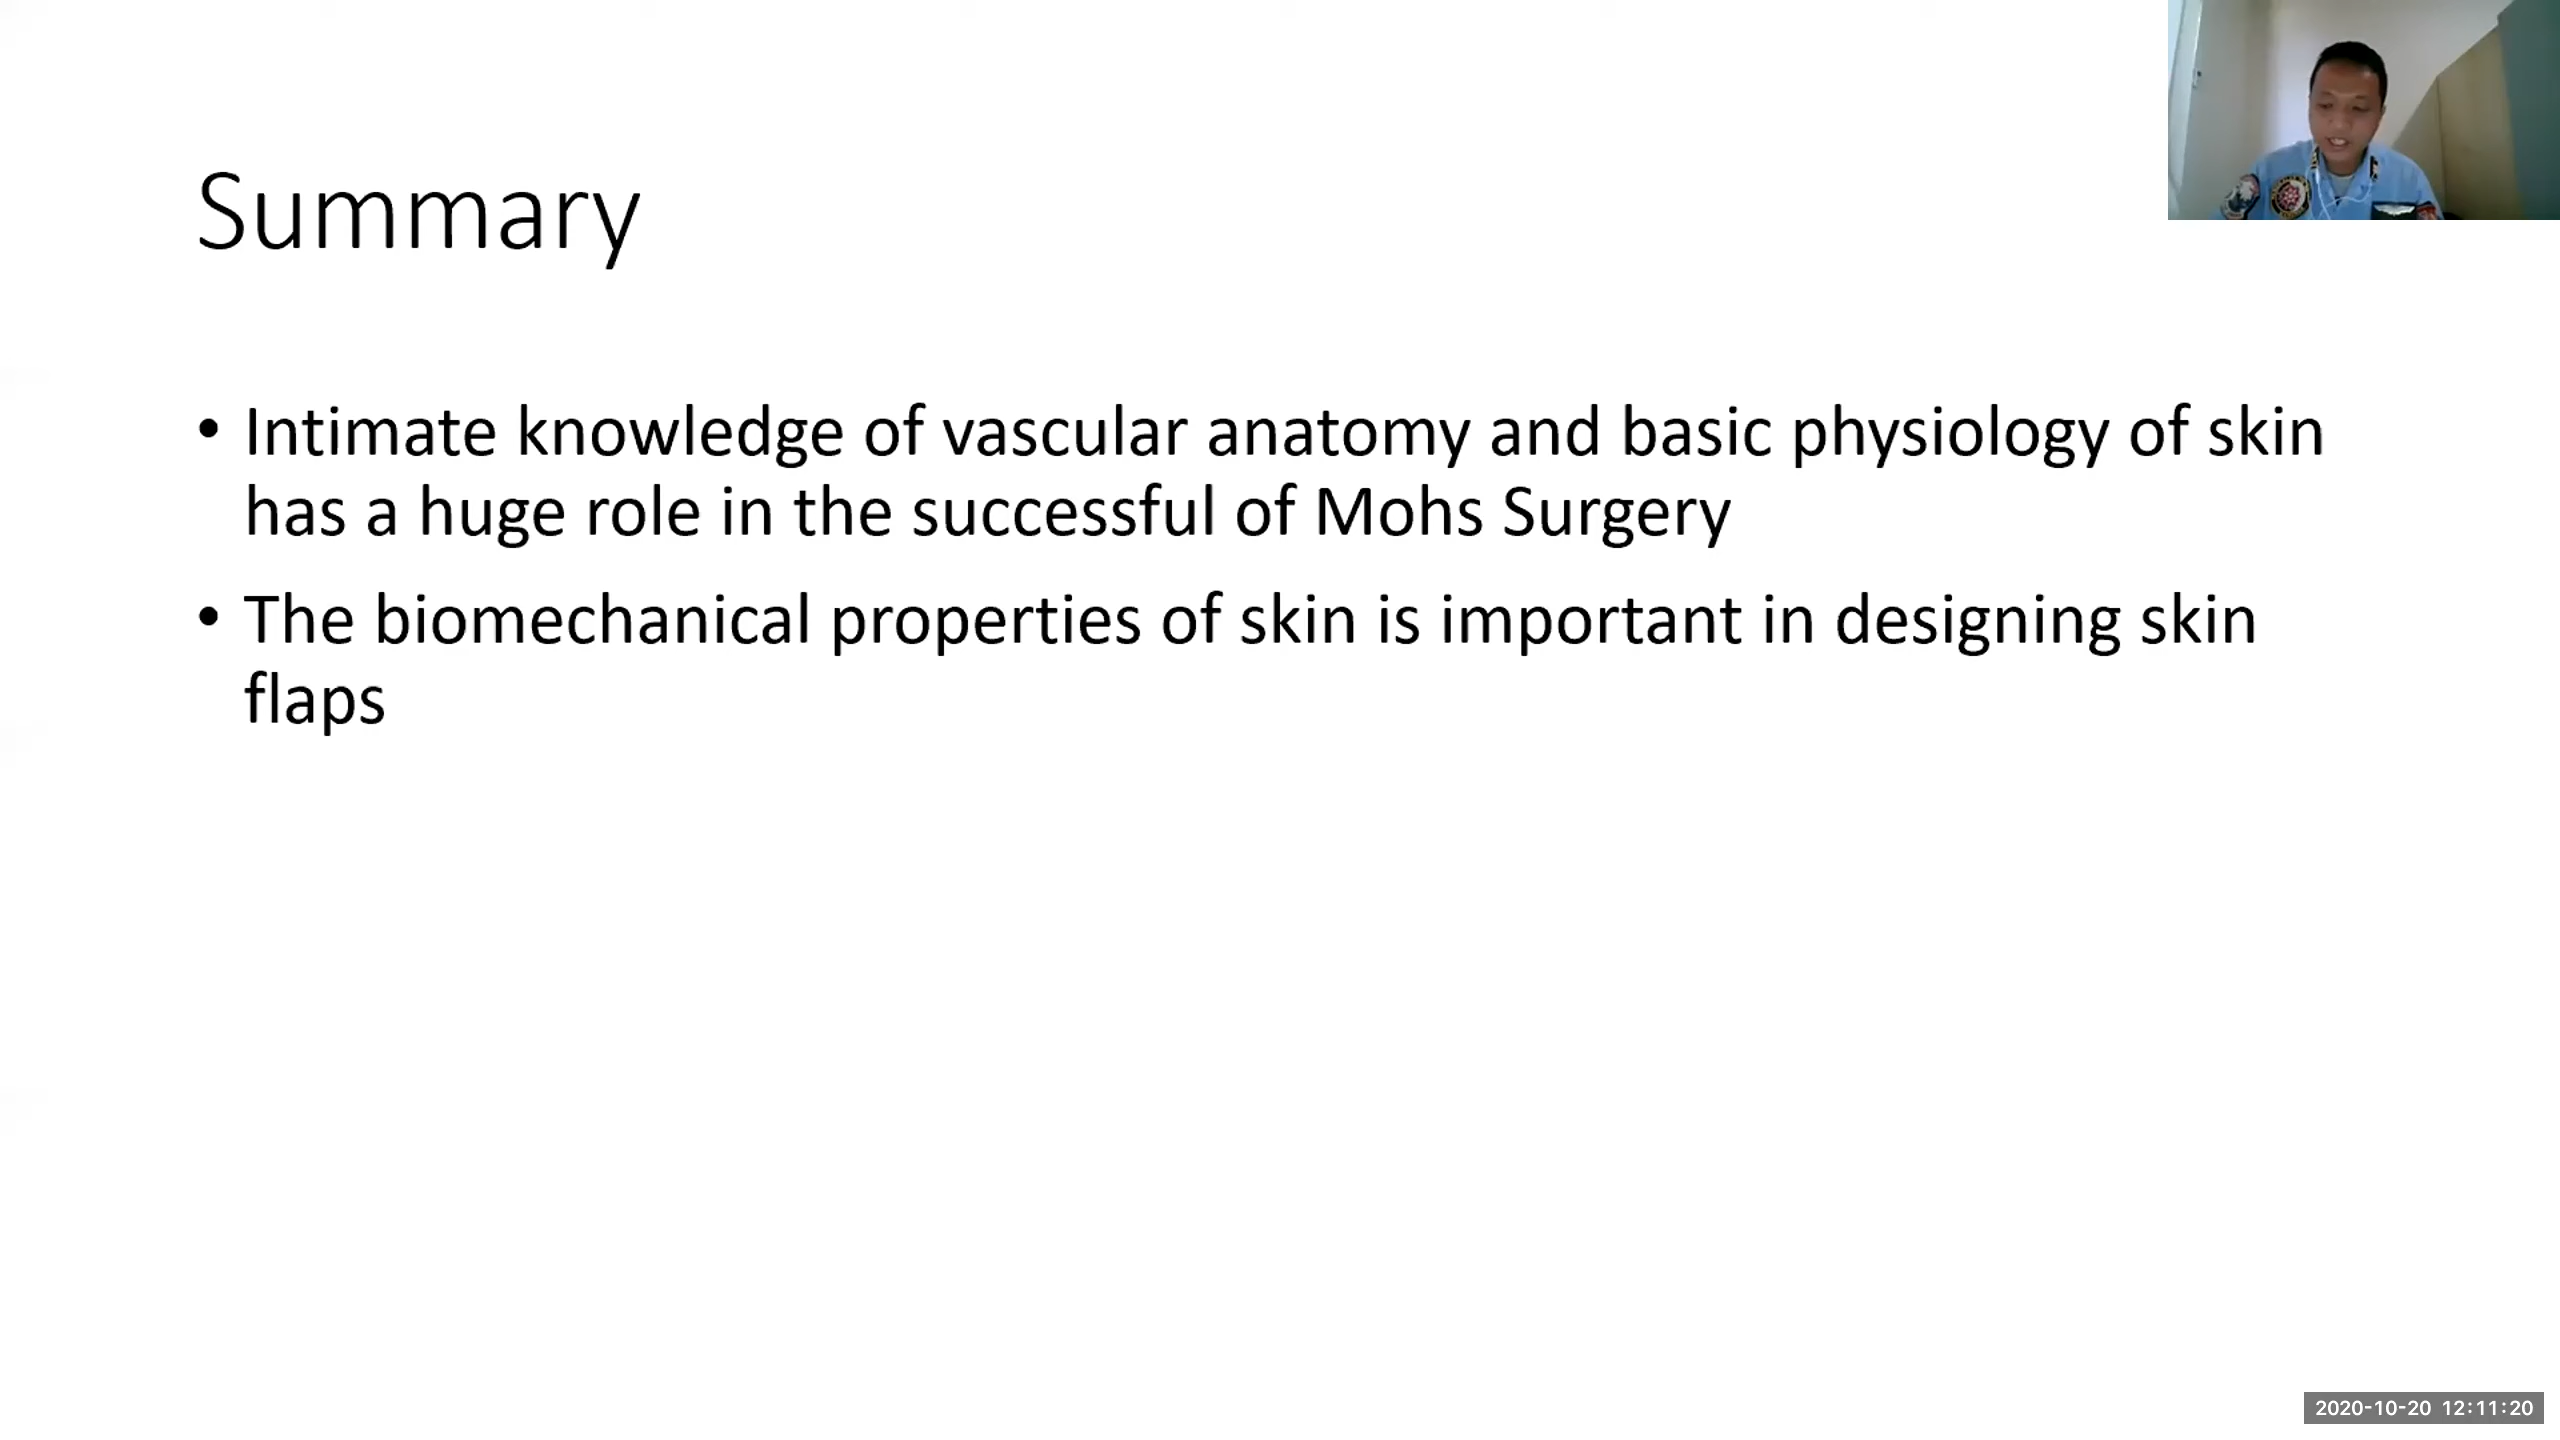 Summary
• Intimate knowledge of vascular anatomy and basic physiology of skin
has a huge role in the successful of Mohs Surgery
• The biomechanical properties of skin is important in designing skin
flaps
2020-10-20 12:11:20